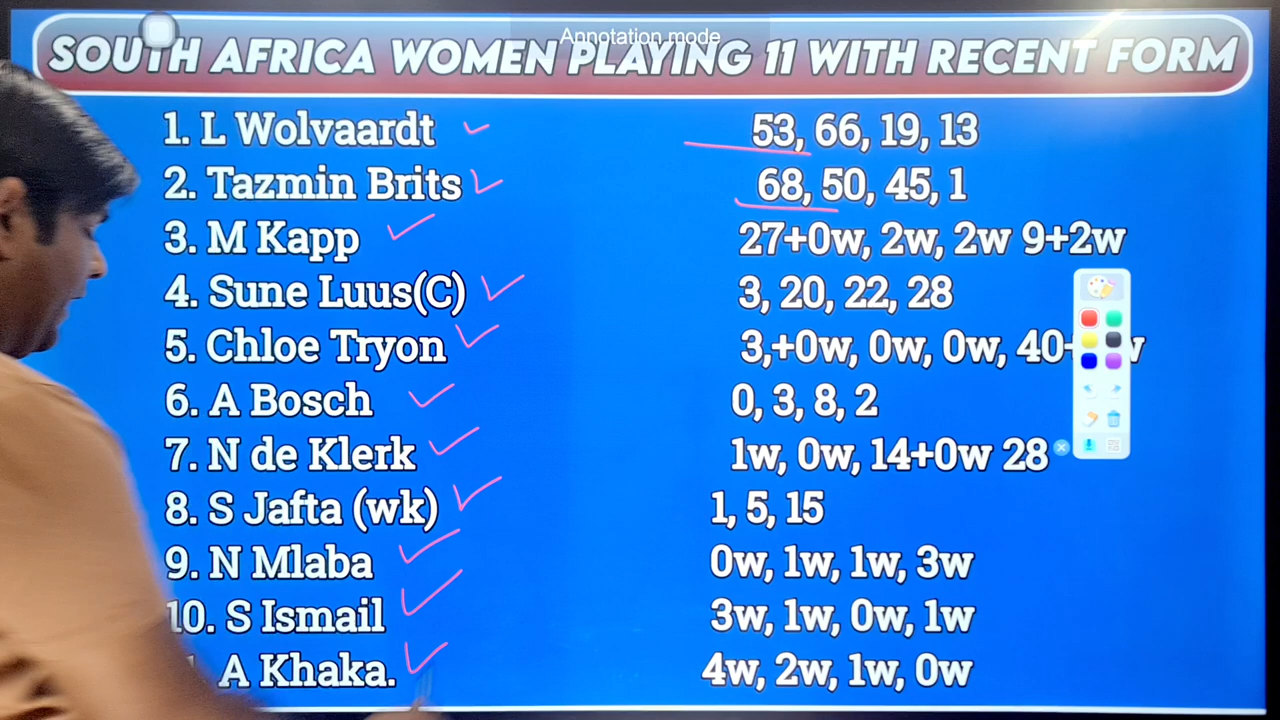 Annotation mode
SOUTH AFRICA WOMEN PLAYING 11 WITH RECENT FORM
1. L Wolvaardt 53, 66, 19, 13
2. Tazmin Brits 68, 50, 45, 1
3. M Kapp 27+0w, 2w, 2w 9+2w
4. Sune Luus(C) 3, 20, 22, 28
5. Chloe Tryon 3,+0w, 0w, 0w, 40
6. A Bosch 0, 3, 8, 2
7. N de Klerk 1w, 0w, 14+0w 28
8. S Jafta (wk) 1, 5, 15
9. N Mlaba 0w, 1w, 1w, 3w
10. S Ismail 3w, 1w, 0w, 1w
A Khaka. 4w, 2w, 1w, 0w